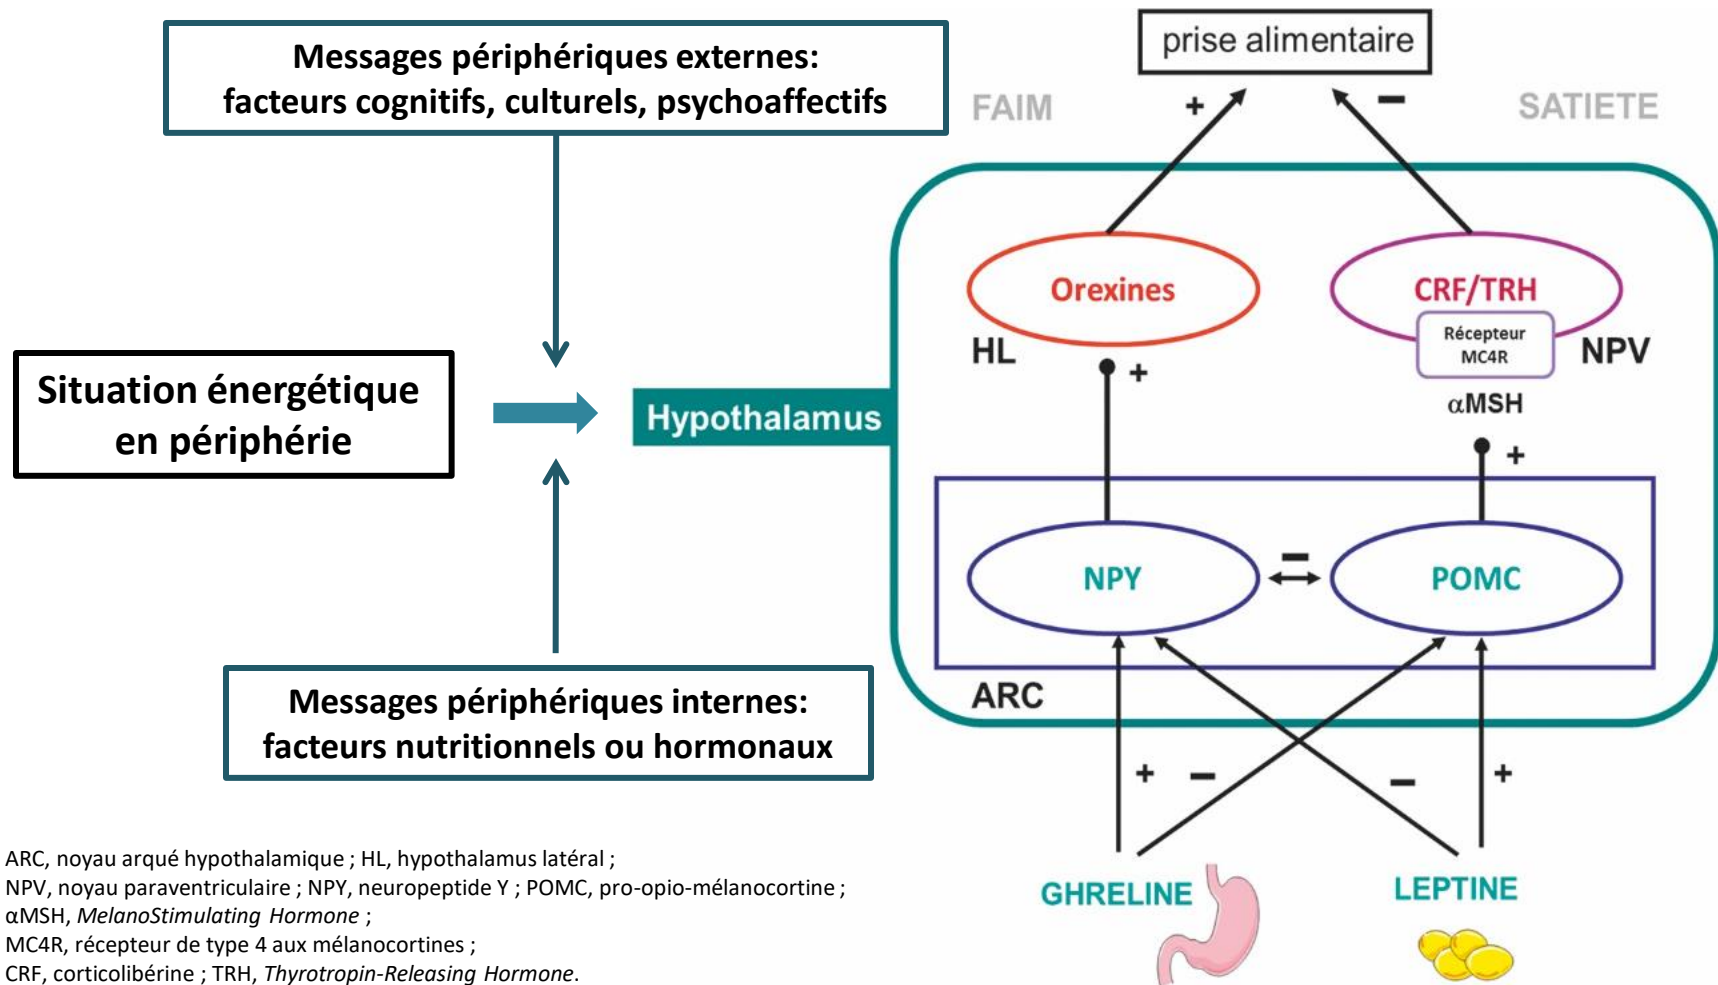 Messages périphériques externes:
facteurs cognitifs, culturels, psychoaffectifs
Situation énergétique
en périphérie
Messages périphériques internes:
facteurs nutritionnels ou hormonaux
Hypothalamus
prise alimentaire
FAIM
+
−
SATIETE
Orexines
CRF/TRH
Récepteur
MC4R
HL
NPV
+
αMSH
+
NPY
−
POMC
ARC
+
−
−
+
GHRELINE
LEPTINE
ARC, noyau arqué hypothalamique ; HL, hypothalamus latéral ;
NPV, noyau paraventriculaire ; NPY, neuropeptide Y ; POMC, pro-opio-mélanocortine ;
αMSH, MelanoStimulating Hormone ;
MC4R, récepteur de type 4 aux mélanocortines ;
CRF, corticolibérine ; TRH, Thyrotropin-Releasing Hormone.